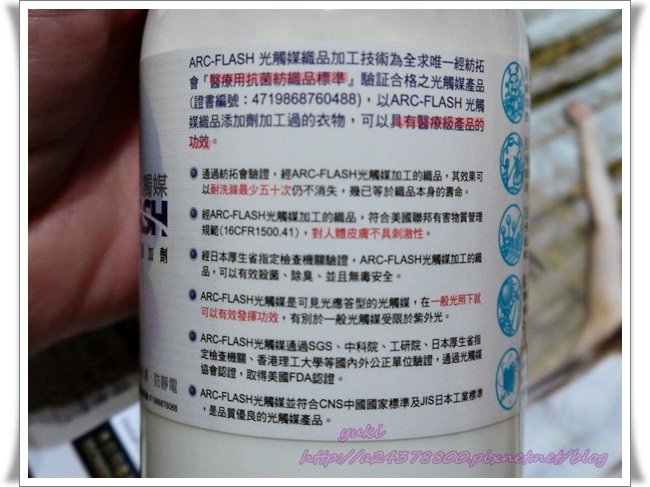 ARC-FLASH 光觸媒織品加工技術為全求唯一經紡拓
會『醫療用抗菌紡織品標準』驗証合格之光觸媒產品
(證書編號：4719868760488)，以ARC-FLASH 光觸
媒織品添加劑加工過的衣物，可以具有醫療級產品的
功效。
通過紡拓會驗證，經ARC-FLASH光觸媒加工的織品，其效果可
以耐洗滌最少五十次仍不消失，幾已等於織品本身的壽命。
經ARC-FLASH光觸媒加工的織品，符合美國聯邦有害物質管理
規範(16CFR1500.41)，對人體皮膚不具刺激性。
經日本厚生省指定檢查機關驗證，ARC-FLASH光觸媒加工的織
品，可以有效殺菌、除臭、並且無毒安全。
ARC-FLASH光觸媒是可見光應答型的光觸媒，在一般光照下就
可以有效發揮功效，有別於一般光觸媒受限於紫外光。
ARC-FLASH光觸媒通過SGS、中科院、工研院、日本厚生省指
定檢查機關、香港理工大學等國內外公正單位驗證，通過光觸媒
協會認證，取得美國FDA認證。
ARC-FLASH光觸媒並符合CNS中國國家標準及JIS日本工業標準
，是品質優良的光觸媒產品。
觸媒
SH
加劑
防靜電
yuki
http://a24378800.pixnet.net/blog